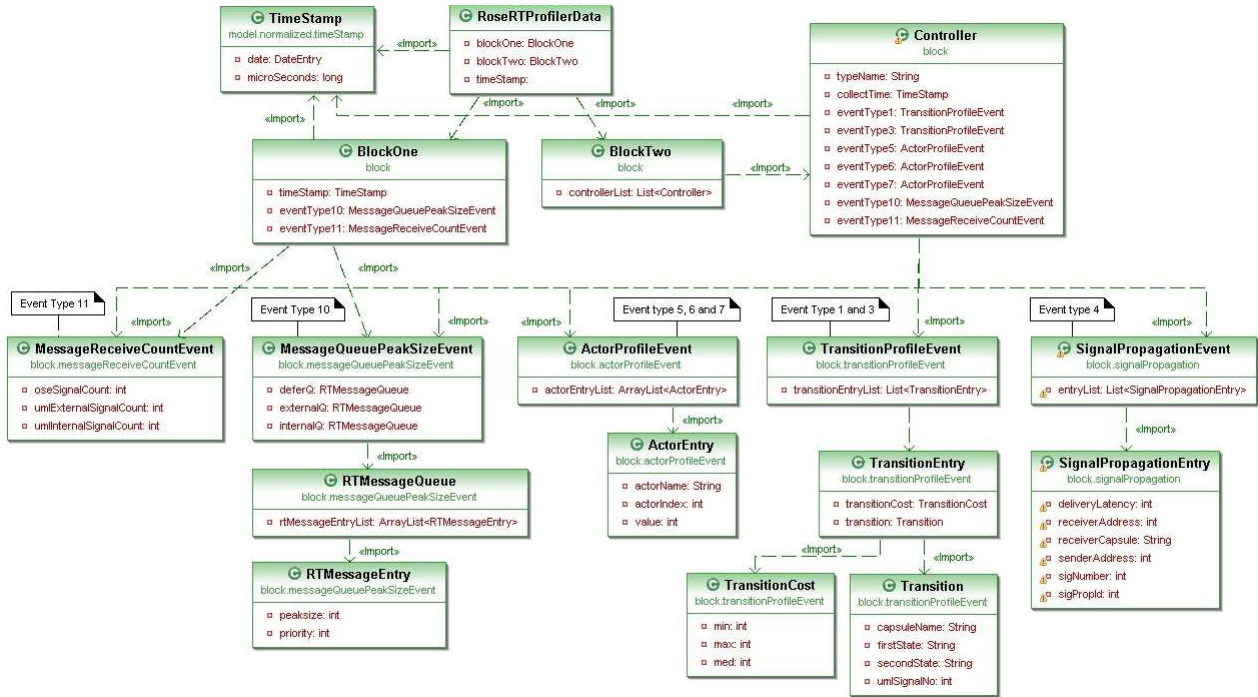 TimeStamp
model.normalized.timeStamp
date: DateEntry
microSeconds: long
«Import»
RoseRTProfilerData
blockOne: BlockOne
blockTwo: BlockTwo
timeStamp:
Controller
block
typeName: String
collectTime: TimeStamp
eventType1: TransitionProfileEvent
eventType3: TransitionProfileEvent
eventType5: ActorProfileEvent
eventType6: ActorProfileEvent
eventType7: ActorProfileEvent
eventType10: MessageQueuePeakSizeEvent
eventType11: MessageReceiveCountEvent
«Import»
«Import»
«Import»
«Import»
BlockOne
block
timeStamp: TimeStamp
eventType10: MessageQueuePeakSizeEvent
eventType11: MessageReceiveCountEvent
BlockTwo
block
controllerList: List<Controller>
«Import»
«Import»
«Import»
«Import»
Event Type 11
Event Type 10
Event type 5, 6 and 7
Event Type 1 and 3
Event type 4
«Import»
«Import»
«Import»
«Import»
«Import»
MessageReceiveCountEvent
block.messageReceiveCountEvent
oseSignalCount: int
umlExternalSignalCount: int
umlInternalSignalCount: int
MessageQueuePeakSizeEvent
block.messageQueuePeakSizeEvent
deferQ: RTMessageQueue
externalQ: RTMessageQueue
internalQ: RTMessageQueue
ActorProfileEvent
block.actorProfileEvent
actorEntryList: ArrayList<ActorEntry>
TransitionProfileEvent
block.transitionProfileEvent
transitionEntryList: List<TransitionEntry>
SignalPropagationEvent
block.signalPropagation
entryList: List<SignalPropagationEntry>
«Import»
«Import»
«Import»
«Import»
RTMessageQueue
block.messageQueuePeakSizeEvent
rtMessageEntryList: ArrayList<RTMessageEntry>
ActorEntry
block.actorProfileEvent
actorName: String
actorIndex: int
value: int
TransitionEntry
block.transitionProfileEvent
transitionCost: TransitionCost
transition: Transition
SignalPropagationEntry
block.signalPropagation
deliveryLatency: int
receiverAddress: int
receiverCapsule: String
senderAddress: int
sigNumber: int
sigPropId: int
«Import»
«Import»
«Import»
RTMessageEntry
block.messageQueuePeakSizeEvent
peaksize: int
priority: int
TransitionCost
block.transitionProfileEvent
min: int
max: int
med: int
Transition
block.transitionProfileEvent
capsuleName: String
firstState: String
secondState: String
umlSignalNo: int